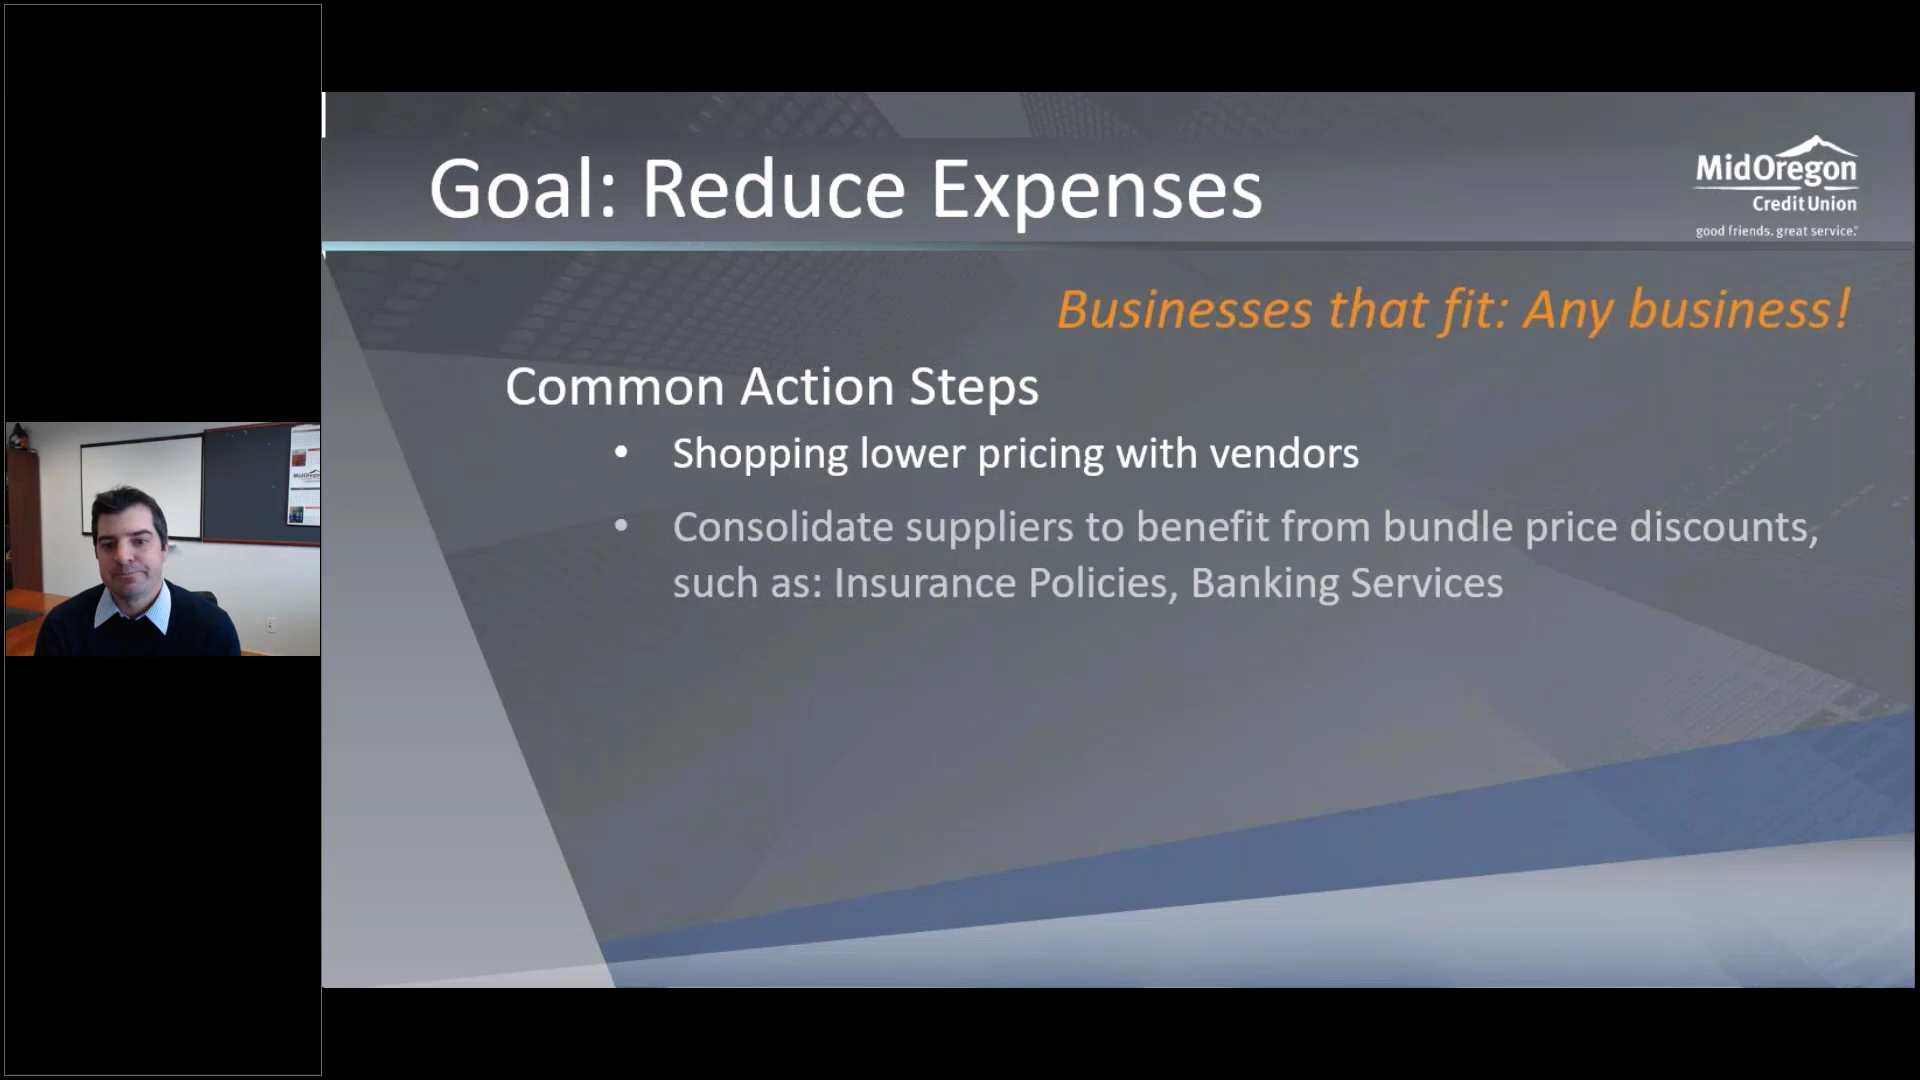 Goal: Reduce Expenses
MidOregon
Credit Union
good friends. great service.
Businesses that fit: Any business!
Common Action Steps
• Shopping lower pricing with vendors
• Consolidate suppliers to benefit from bundle price discounts,
such as: Insurance Policies, Banking Services